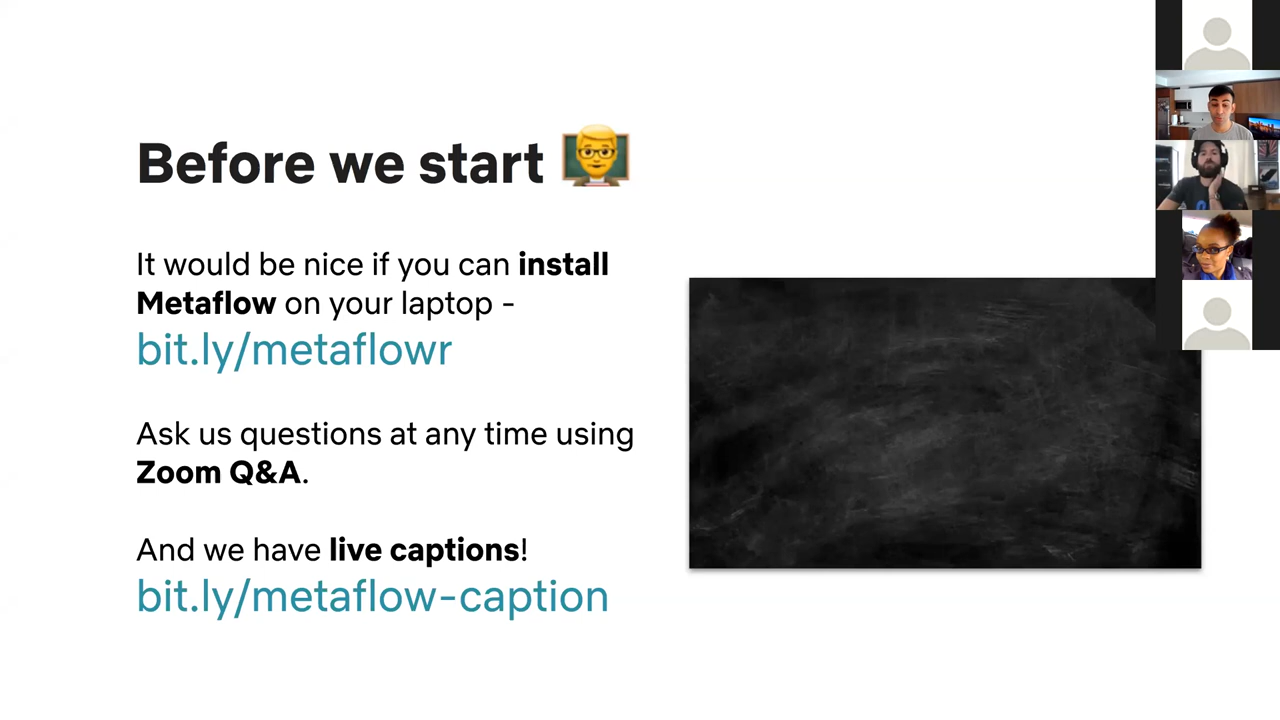 Before we start
It would be nice if you can install
Metaflow on your laptop -
bit.ly/metaflowr
Ask us questions at any time using
Zoom Q&A.
And we have live captions!
bit.ly/metaflow-caption